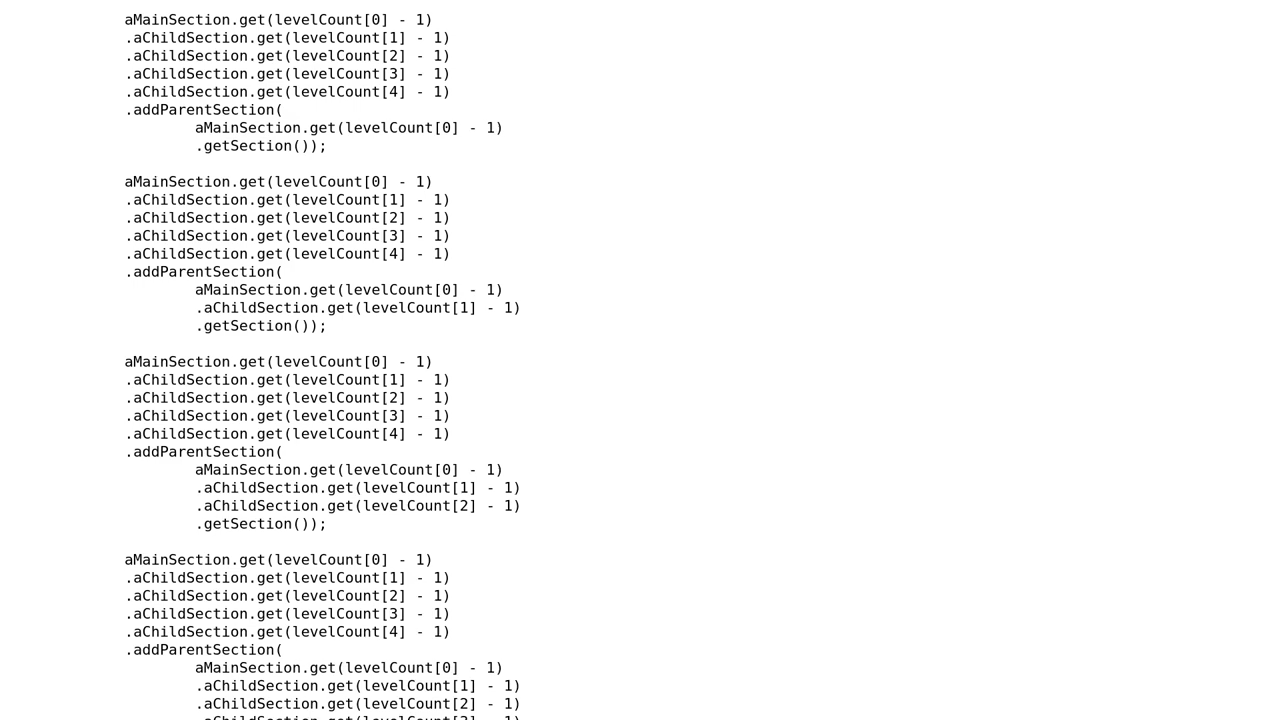 aMainSection.get(levelCount[0] - 1)
.aChildSection.get(levelCount[1] - 1)
.aChildSection.get(levelCount[2] - 1)
.aChildSection.get(levelCount[3] - 1)
.aChildSection.get(levelCount[4] - 1)
.addParentSection(
        aMainSection.get(levelCount[0] - 1)
        .getSection());

aMainSection.get(levelCount[0] - 1)
.aChildSection.get(levelCount[1] - 1)
.aChildSection.get(levelCount[2] - 1)
.aChildSection.get(levelCount[3] - 1)
.aChildSection.get(levelCount[4] - 1)
.addParentSection(
        aMainSection.get(levelCount[0] - 1)
        .aChildSection.get(levelCount[1] - 1)
        .getSection());

aMainSection.get(levelCount[0] - 1)
.aChildSection.get(levelCount[1] - 1)
.aChildSection.get(levelCount[2] - 1)
.aChildSection.get(levelCount[3] - 1)
.aChildSection.get(levelCount[4] - 1)
.addParentSection(
        aMainSection.get(levelCount[0] - 1)
        .aChildSection.get(levelCount[1] - 1)
        .aChildSection.get(levelCount[2] - 1)
        .getSection());

aMainSection.get(levelCount[0] - 1)
.aChildSection.get(levelCount[1] - 1)
.aChildSection.get(levelCount[2] - 1)
.aChildSection.get(levelCount[3] - 1)
.aChildSection.get(levelCount[4] - 1)
.addParentSection(
        aMainSection.get(levelCount[0] - 1)
        .aChildSection.get(levelCount[1] - 1)
        .aChildSection.get(levelCount[2] - 1)